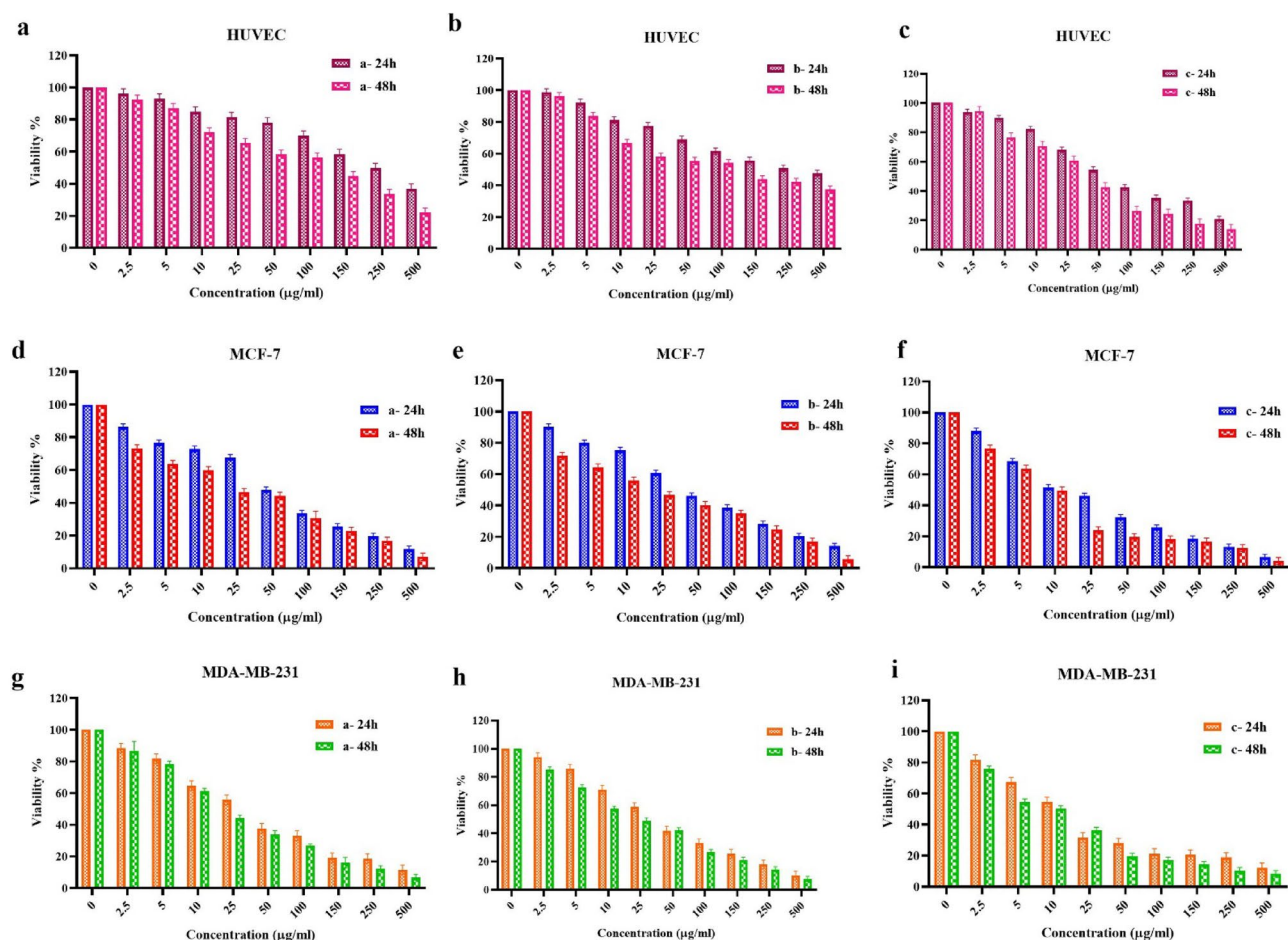 a
HUVEC
120
100
80
60
40
20
0
Viability %
a- 24h
a- 48h
0 2.5 5 10 25 50 100 150 250 500
Concentration (µg/ml)
b
HUVEC
120
100
80
60
40
20
0
Viability %
b- 24h
b- 48h
0 2.5 5 10 25 50 100 150 250 500
Concentration (µg/ml)
c
HUVEC
120
100
80
60
40
20
0
Viability %
c- 24h
c- 48h
0 2.5 5 10 25 50 100 150 250 500
Concentration (µg/ml)
d
MCF-7
120
100
80
60
40
20
0
Viability %
a- 24h
a- 48h
0 2.5 5 10 25 50 100 150 250 500
Concentration (µg/ml)
e
MCF-7
120
100
80
60
40
20
0
Viability %
b- 24h
b- 48h
0 2.5 5 10 25 50 100 150 250 500
Concentration (µg/ml)
f
MCF-7
120
100
80
60
40
20
0
Viability %
c- 24h
c- 48h
0 2.5 5 10 25 50 100 150 250 500
Concentration (µg/ml)
g
MDA-MB-231
120
100
80
60
40
20
0
Viability %
a- 24h
a- 48h
0 2.5 5 10 25 50 100 150 250 500
Concentration (µg/ml)
h
MDA-MB-231
120
100
80
60
40
20
0
Viability %
b- 24h
b- 48h
0 2.5 5 10 25 50 100 150 250 500
Concentration (µg/ml)
i
MDA-MB-231
120
100
80
60
40
20
0
Viability %
c- 24h
c- 48h
0 2.5 5 10 25 50 100 150 250 500
Concentration (µg/ml)